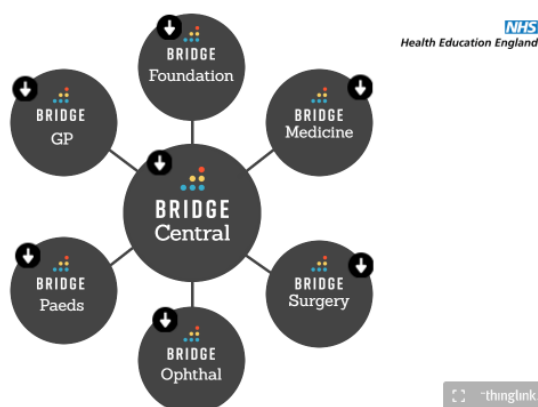 BRIDGE
Foundation
NHS
Health Education England
BRIDGE
GP
BRIDGE
Medicine
BRIDGE
Central
BRIDGE
Paeds
BRIDGE
Surgery
BRIDGE
Ophthal
thinglink